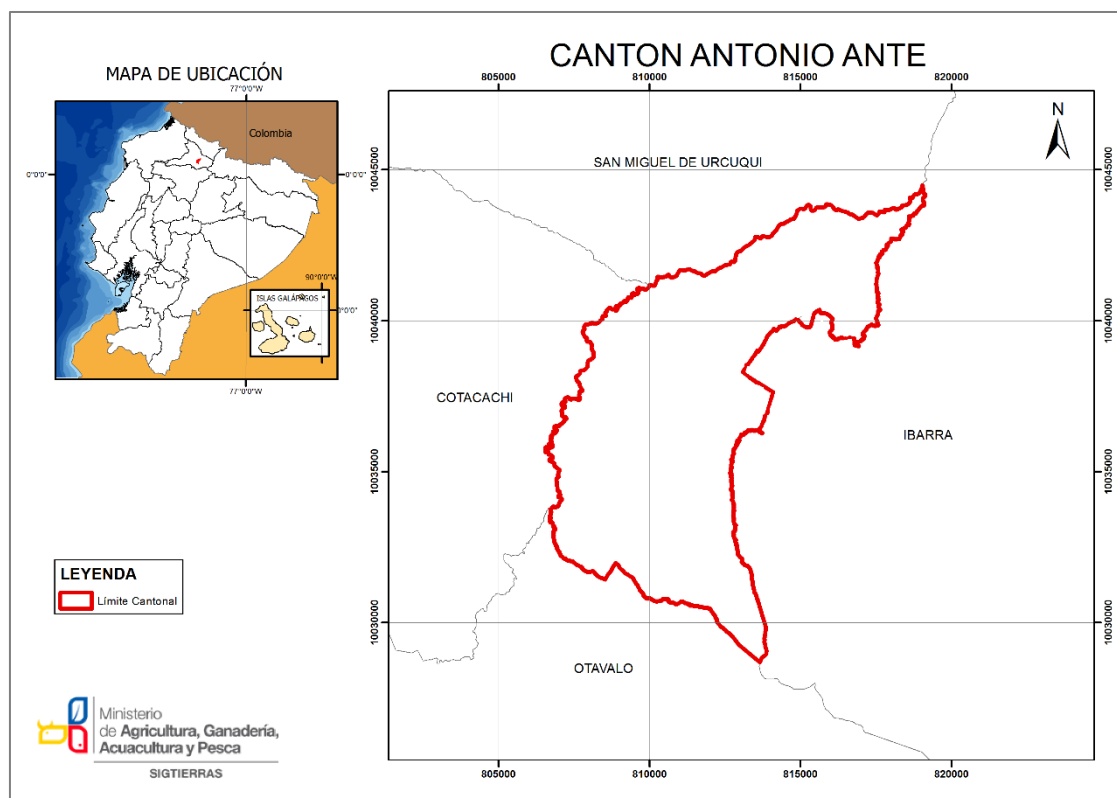 CANTON ANTONIO ANTE
MAPA DE UBICACIÓN
77°0'0"W
Colombia
0°0'0"
0°0'0"
90°0'0"W
ISLAS GALÁPAGOS
0°0'0"
77°0'0"W
805000
810000
815000
820000
N
SAN MIGUEL DE URCUQUI
10045000
10045000
10040000
10040000
COTACACHI
IBARRA
10035000
10035000
10030000
10030000
OTAVALO
805000
810000
815000
820000
LEYENDA
Límite Cantonal
Ministerio
de Agricultura, Ganadería,
Acuacultura y Pesca
SIGTIERRAS